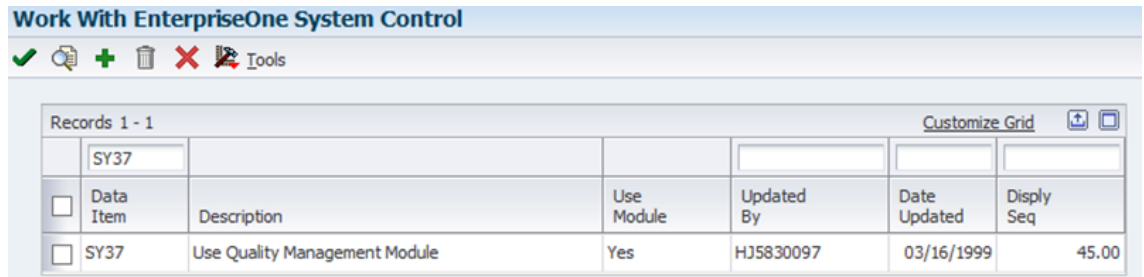 Work With EnterpriseOne System Control
Tools
Records 1 - 1 Customize Grid
SY37
Data Item Description Use Module Updated By Date Updated Disply Seq
SY37 Use Quality Management Module Yes HJ5830097 03/16/1999 45.00